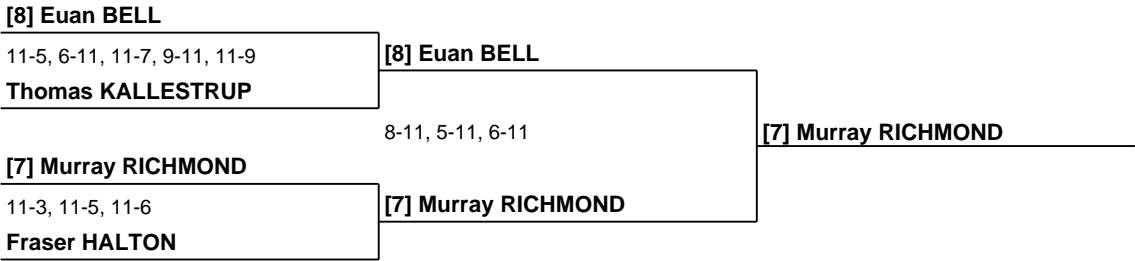 [8] Euan BELL
11-5, 6-11, 11-7, 9-11, 11-9
[8] Euan BELL
Thomas KALLESTRUP
8-11, 5-11, 6-11
[7] Murray RICHMOND
[7] Murray RICHMOND
11-3, 11-5, 11-6
[7] Murray RICHMOND
Fraser HALTON